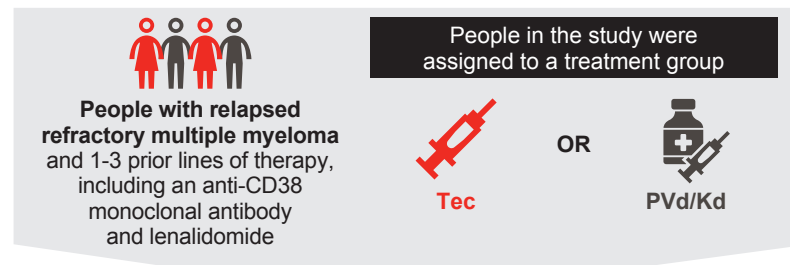 People with relapsed
refractory multiple myeloma
and 1-3 prior lines of therapy,
including an anti-CD38
monoclonal antibody
and lenalidomide
People in the study were
assigned to a treatment group
Tec
OR
PVd/Kd